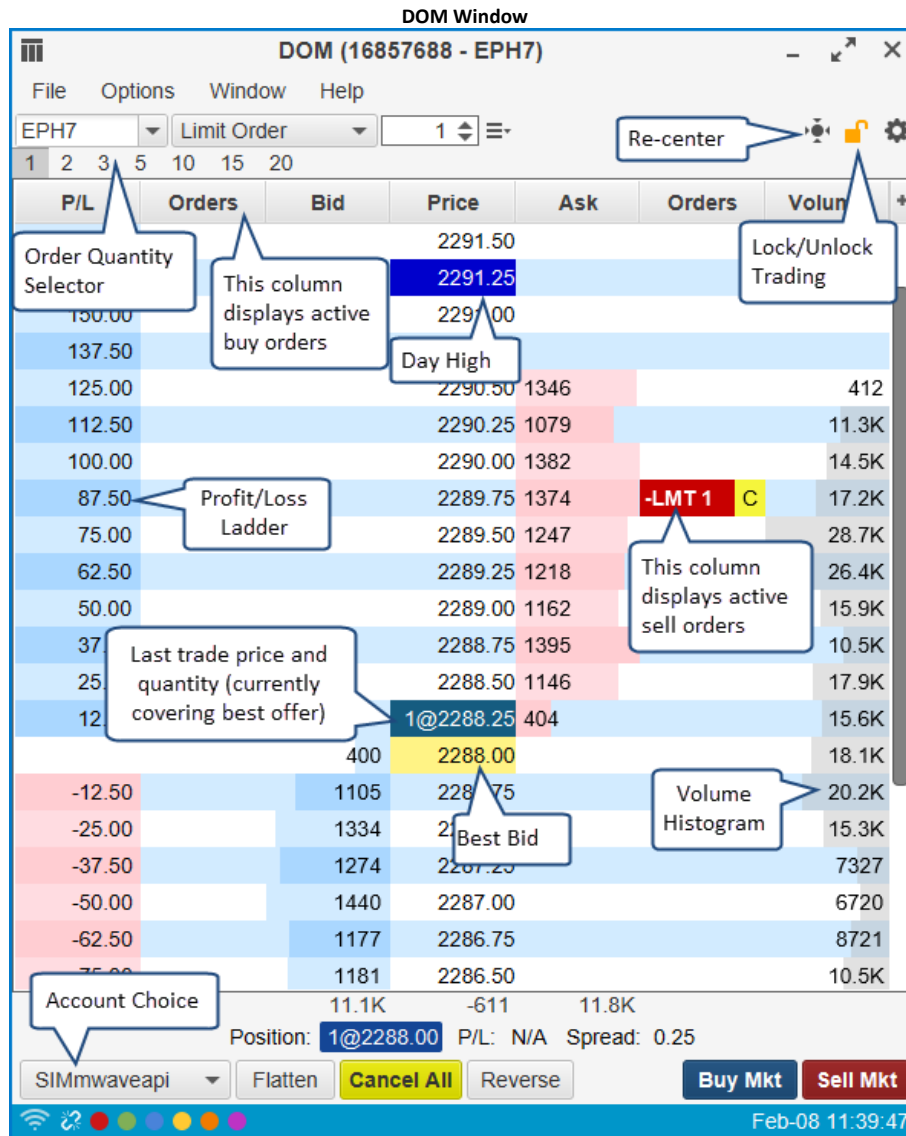 DOM Window
DOM (16857688 - EPH7)
File Options Window Help
EPH7 Limit Order 1
Re-center
1 2 3 5 10 15 20
P/L Orders Bid Price Ask Orders
2291.50
Order Quantity
Selector
This column
displays active
buy orders
Lock/Unlock
Trading
2291.25
150.00
Day High
137.50
125.00 2290.50 1346 412
112.50 2290.25 1079 11.3K
100.00 2290.00 1382 14.5K
87.50 2289.75 1374 -LMT 1 C 17.2K
Profit/Loss
Ladder
75.00 2289.50 1247 28.7K
62.50 2289.25 1218 26.4K
This column
displays active
sell orders
50.00 2289.00 1162 15.9K
2288.75 1395 10.5K
Last trade price and
quantity (currently
covering best offer)
2288.50 1146 17.9K
1@2288.25 404 15.6K
400 2288.00 18.1K
-12.50 1105 20.2K
Volume
Histogram
-25.00 1334 15.3K
Best Bid
-37.50 1274 7327
-50.00 1440 2287.00 6720
-62.50 1177 2286.75 8721
1181 2286.50 10.5K
Account Choice
11.1K -611 11.8K
Position: 1@2288.00 P/L: N/A Spread: 0.25
SIMmwaveapi Flatten Cancel All Reverse Buy Mkt Sell Mkt
Feb-08 11:39:47